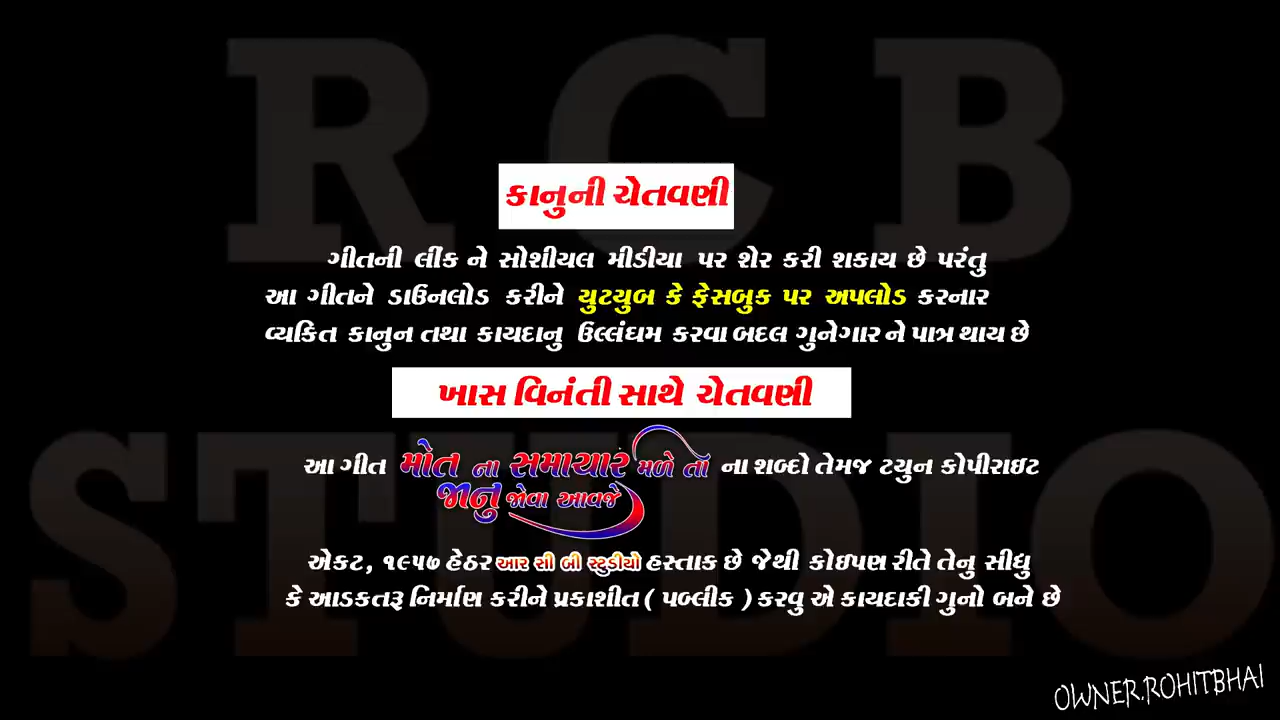 RCB
કાનુની ચેતવણી
ગીતની લીંક ને સોશીયલ મીડીયા પર શેર કરી શકાય છે પરંતુ
આ ગીતને ડાઉનલોડ કરીને યુટયુબ કે ફેસબુક પર અપલોડ કરનાર
વ્યકિત કાનુન તથા કાયદાનુ ઉલ્લંઘમ કરવા બદલ ગુનેગાર ને પાત્ર થાય છે
ખાસ વિનંતી સાથે ચેતવણી
STUDIO
આ ગીત મોત ના સમાચાર મળે તો જાનુ જોવા આવજે ના શબ્દો તેમજ ટયુન કોપીરાઇટ
એકટ, ૧૯૫૭ હેઠર આર સી બી સ્ટુડીયો હસ્તાક છે જેથી કોઇપણ રીતે તેનુ સીધુ
કે આડકતરૂ નિર્માણ કરીને પ્રકાશીત ( પબ્લીક ) કરવુ એ કાયદાકી ગુનો બને છે
OWNER.ROHITBHAI